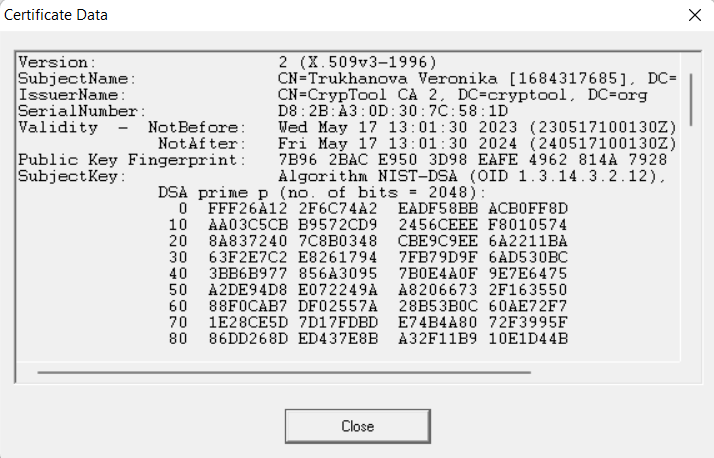 Certificate Data
Version: 2 (X.509v3-1996)
SubjectName: CN=Trukhanova Veronika [1684317685], DC=
IssuerName: CN=CrypTool CA 2, DC=cryptool, DC=org
SerialNumber: D8:2B:A3:0D:30:7C:58:1D
Validity - NotBefore: Wed May 17 13:01:30 2023 (230517100130Z)
NotAfter: Fri May 17 13:01:30 2024 (240517100130Z)
Public Key Fingerprint: 7B96 2BAC E950 3D98 EAFE 4962 814A 7928
SubjectKey: Algorithm NIST-DSA (OID 1.3.14.3.2.12),
DSA prime p (no. of bits = 2048):
0 FFF26A12 2F6C74A2 EADF58BB ACB0FF8D
10 AA03C5CB B9572CD9 2456CEEE F8010574
20 8A837240 7C8B0348 CBE9C9EE 6A2211BA
30 63F2E7C2 E8261794 7FB79D9F 6AD530BC
40 3BB6B977 856A3095 7B0E4A0F 9E7E6475
50 A2DE94D8 E072249A A8206673 2F163550
60 88F0CAB7 DF02557A 28B53B0C 60AE72F7
70 1E28CE5D 7D17FDBD E74B4A80 72F3995F
80 86DD268D ED437E8B A32F11B9 10E1D44B
Close